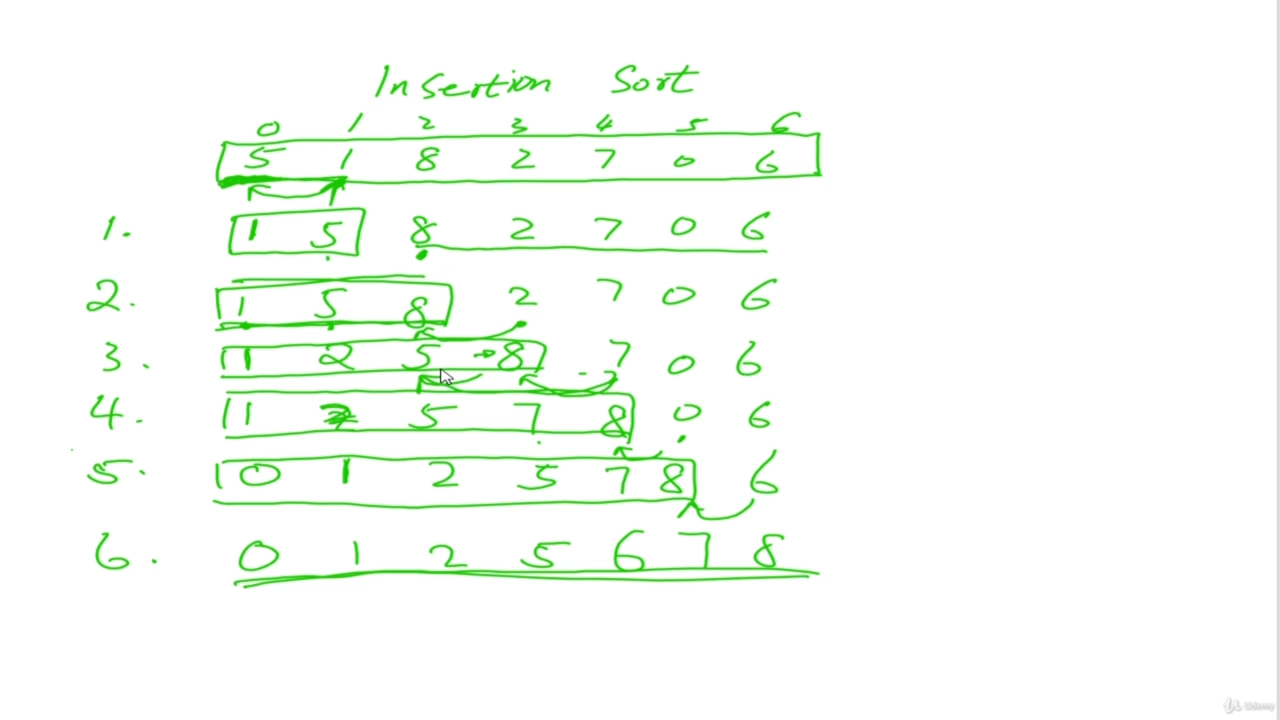 Insertion Sort
0 1 2 3 4 5 6
5 1 8 2 7 0 6
1. 1 5 8 2 7 0 6
2. 1 5 8 2 7 0 6
3. 1 2 5 8 7 0 6
4. 1 2 5 7 8 0 6
5. 0 1 2 5 7 8 6
6. 0 1 2 5 6 7 8
Udemy